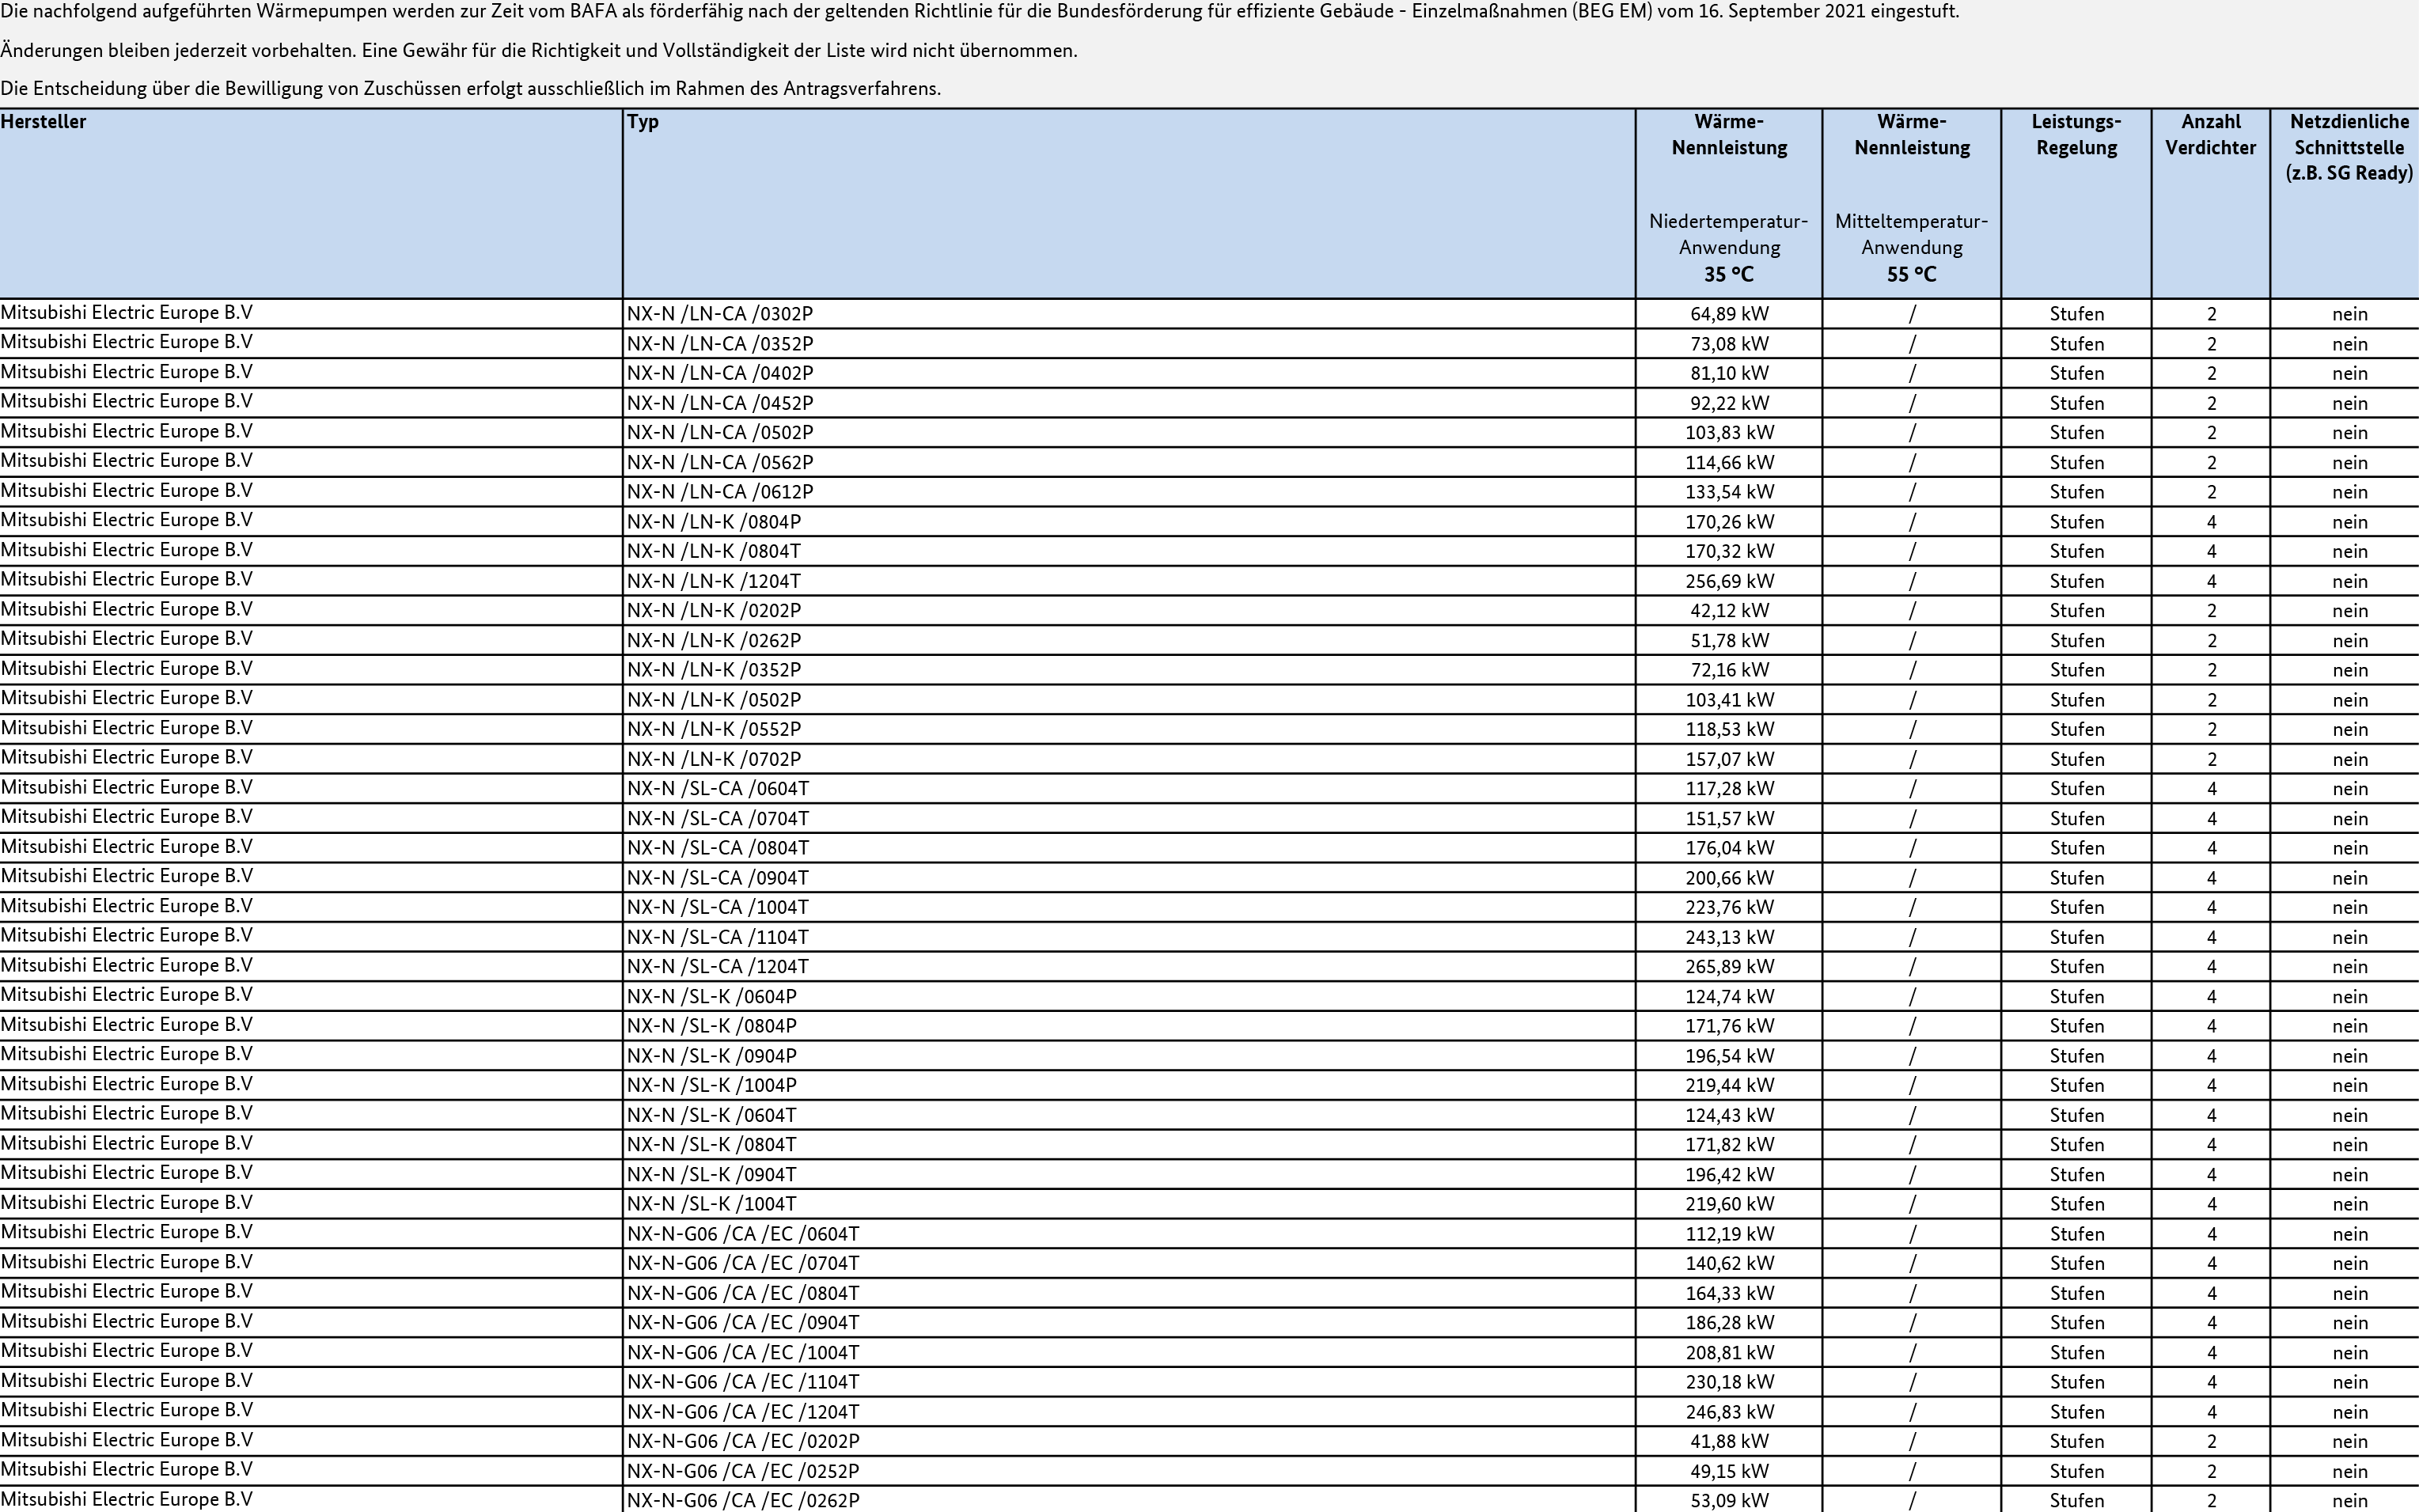 Die nachfolgend aufgeführten Wärmepumpen werden zur Zeit vom BAFA als förderfähig nach der geltenden Richtlinie für die Bundesförderung für effiziente Gebäude - Einzelmaßnahmen (BEG EM) vom 16. September 2021 eingestuft.
Änderungen bleiben jederzeit vorbehalten. Eine Gewähr für die Richtigkeit und Vollständigkeit der Liste wird nicht übernommen.
Die Entscheidung über die Bewilligung von Zuschüssen erfolgt ausschließlich im Rahmen des Antragsverfahrens.
Hersteller Typ Wärme- Wärme- Leistungs- Anzahl Netzdienliche
Nennleistung Nennleistung Regelung Verdichter Schnittstelle
(z.B. SG Ready)
Niedertemperatur- Mitteltemperatur-
Anwendung Anwendung
35 °C 55 °C
Mitsubishi Electric Europe B.V NX-N /LN-CA /0302P 64,89 kW / Stufen 2 nein
Mitsubishi Electric Europe B.V NX-N /LN-CA /0352P 73,08 kW / Stufen 2 nein
Mitsubishi Electric Europe B.V NX-N /LN-CA /0402P 81,10 kW / Stufen 2 nein
Mitsubishi Electric Europe B.V NX-N /LN-CA /0452P 92,22 kW / Stufen 2 nein
Mitsubishi Electric Europe B.V NX-N /LN-CA /0502P 103,83 kW / Stufen 2 nein
Mitsubishi Electric Europe B.V NX-N /LN-CA /0562P 114,66 kW / Stufen 2 nein
Mitsubishi Electric Europe B.V NX-N /LN-CA /0612P 133,54 kW / Stufen 2 nein
Mitsubishi Electric Europe B.V NX-N /LN-K /0804P 170,26 kW / Stufen 4 nein
Mitsubishi Electric Europe B.V NX-N /LN-K /0804T 170,32 kW / Stufen 4 nein
Mitsubishi Electric Europe B.V NX-N /LN-K /1204T 256,69 kW / Stufen 4 nein
Mitsubishi Electric Europe B.V NX-N /LN-K /0202P 42,12 kW / Stufen 2 nein
Mitsubishi Electric Europe B.V NX-N /LN-K /0262P 51,78 kW / Stufen 2 nein
Mitsubishi Electric Europe B.V NX-N /LN-K /0352P 72,16 kW / Stufen 2 nein
Mitsubishi Electric Europe B.V NX-N /LN-K /0502P 103,41 kW / Stufen 2 nein
Mitsubishi Electric Europe B.V NX-N /LN-K /0552P 118,53 kW / Stufen 2 nein
Mitsubishi Electric Europe B.V NX-N /LN-K /0702P 157,07 kW / Stufen 2 nein
Mitsubishi Electric Europe B.V NX-N /SL-CA /0604T 117,28 kW / Stufen 4 nein
Mitsubishi Electric Europe B.V NX-N /SL-CA /0704T 151,57 kW / Stufen 4 nein
Mitsubishi Electric Europe B.V NX-N /SL-CA /0804T 176,04 kW / Stufen 4 nein
Mitsubishi Electric Europe B.V NX-N /SL-CA /0904T 200,66 kW / Stufen 4 nein
Mitsubishi Electric Europe B.V NX-N /SL-CA /1004T 223,76 kW / Stufen 4 nein
Mitsubishi Electric Europe B.V NX-N /SL-CA /1104T 243,13 kW / Stufen 4 nein
Mitsubishi Electric Europe B.V NX-N /SL-CA /1204T 265,89 kW / Stufen 4 nein
Mitsubishi Electric Europe B.V NX-N /SL-K /0604P 124,74 kW / Stufen 4 nein
Mitsubishi Electric Europe B.V NX-N /SL-K /0804P 171,76 kW / Stufen 4 nein
Mitsubishi Electric Europe B.V NX-N /SL-K /0904P 196,54 kW / Stufen 4 nein
Mitsubishi Electric Europe B.V NX-N /SL-K /1004P 219,44 kW / Stufen 4 nein
Mitsubishi Electric Europe B.V NX-N /SL-K /0604T 124,43 kW / Stufen 4 nein
Mitsubishi Electric Europe B.V NX-N /SL-K /0804T 171,82 kW / Stufen 4 nein
Mitsubishi Electric Europe B.V NX-N /SL-K /0904T 196,42 kW / Stufen 4 nein
Mitsubishi Electric Europe B.V NX-N /SL-K /1004T 219,60 kW / Stufen 4 nein
Mitsubishi Electric Europe B.V NX-N-G06 /CA /EC /0604T 112,19 kW / Stufen 4 nein
Mitsubishi Electric Europe B.V NX-N-G06 /CA /EC /0704T 140,62 kW / Stufen 4 nein
Mitsubishi Electric Europe B.V NX-N-G06 /CA /EC /0804T 164,33 kW / Stufen 4 nein
Mitsubishi Electric Europe B.V NX-N-G06 /CA /EC /0904T 186,28 kW / Stufen 4 nein
Mitsubishi Electric Europe B.V NX-N-G06 /CA /EC /1004T 208,81 kW / Stufen 4 nein
Mitsubishi Electric Europe B.V NX-N-G06 /CA /EC /1104T 230,18 kW / Stufen 4 nein
Mitsubishi Electric Europe B.V NX-N-G06 /CA /EC /1204T 246,83 kW / Stufen 4 nein
Mitsubishi Electric Europe B.V NX-N-G06 /CA /EC /0202P 41,88 kW / Stufen 2 nein
Mitsubishi Electric Europe B.V NX-N-G06 /CA /EC /0252P 49,15 kW / Stufen 2 nein
Mitsubishi Electric Europe B.V NX-N-G06 /CA /EC /0262P 53,09 kW / Stufen 2 nein